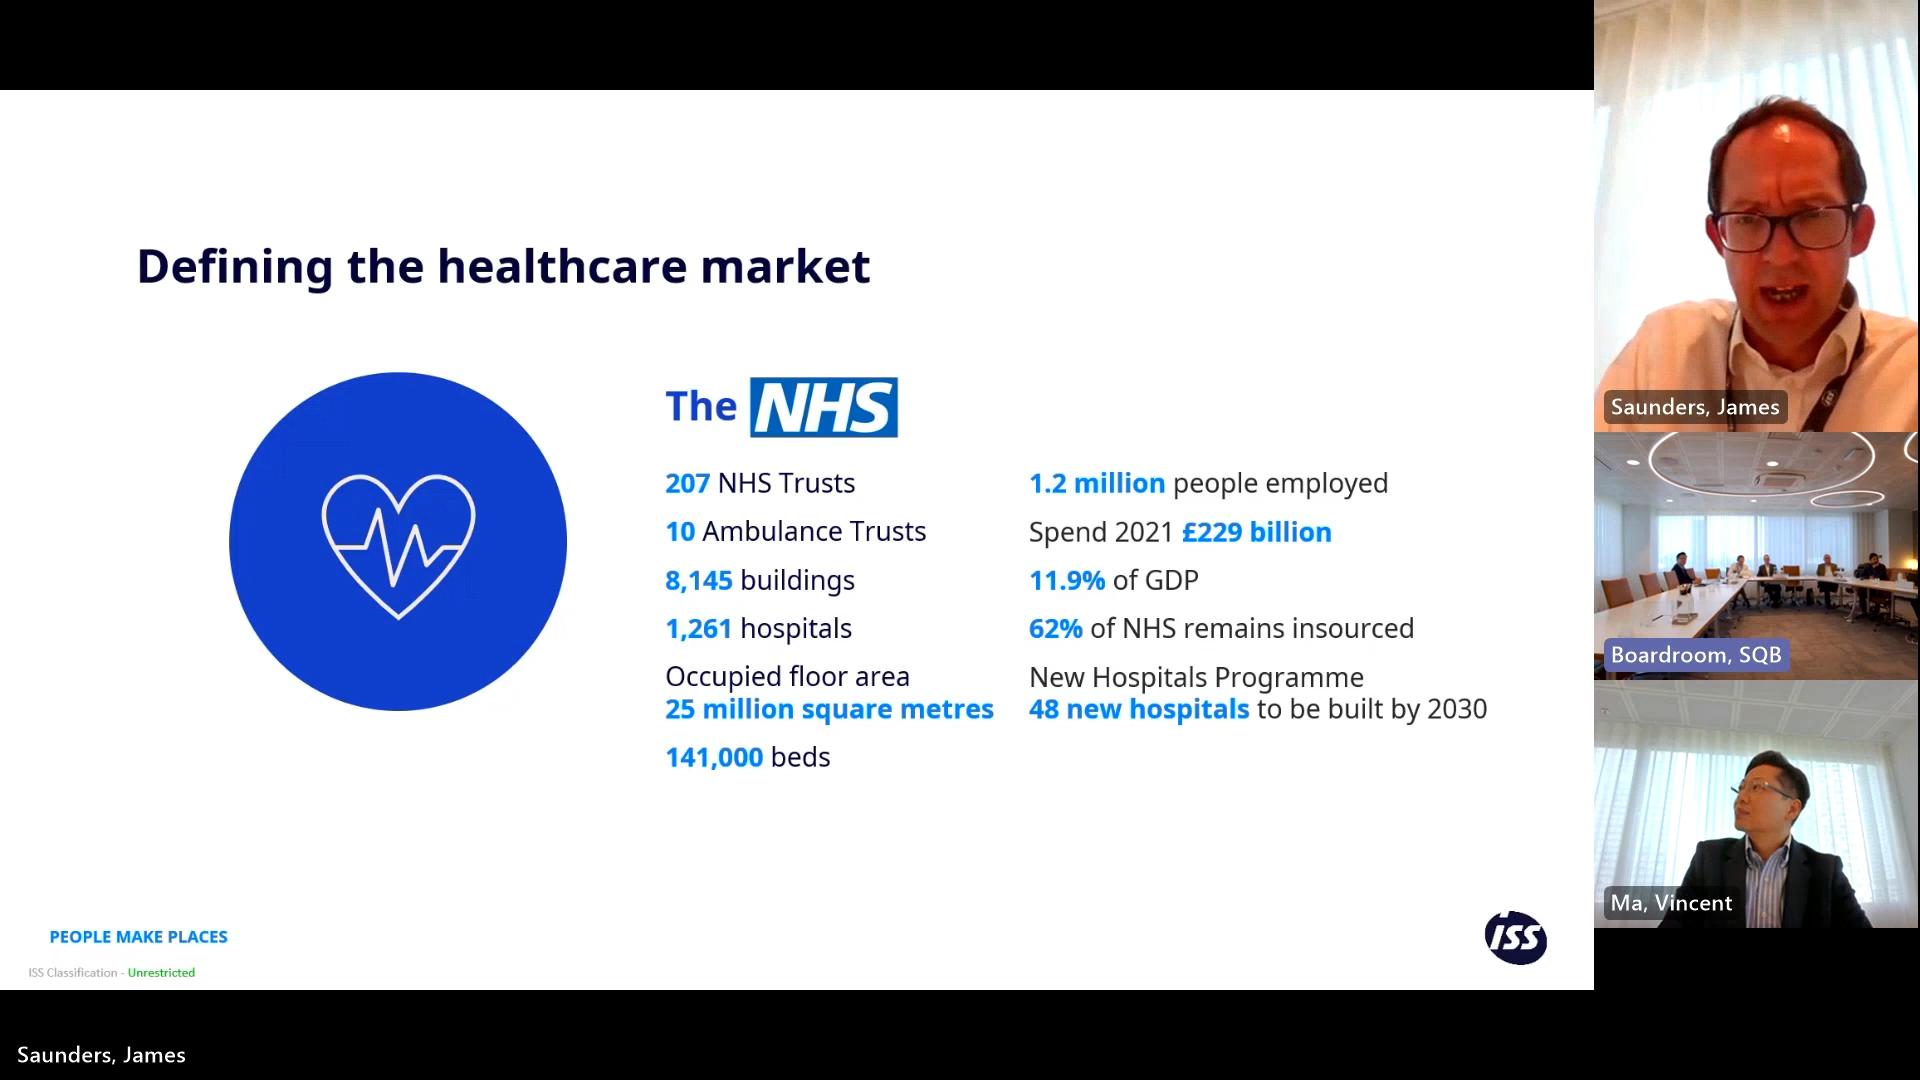 Defining the healthcare market
The NHS
207 NHS Trusts
10 Ambulance Trusts
8,145 buildings
1,261 hospitals
Occupied floor area
25 million square metres
141,000 beds
1.2 million people employed
Spend 2021 £229 billion
11.9% of GDP
62% of NHS remains insourced
New Hospitals Programme
48 new hospitals to be built by 2030
PEOPLE MAKE PLACES
ISS Classification - Unrestricted
ISS
Saunders, James
Boardroom, SQB
Ma, Vincent
Saunders, James